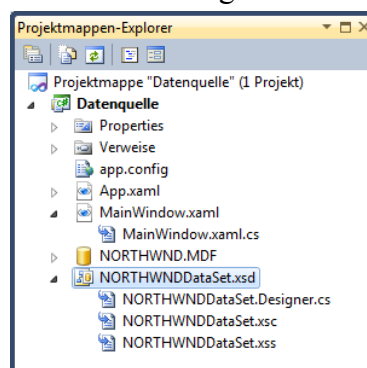 Projektmappen-Explorer
Projektmappe "Datenquelle" (1 Projekt)
Datenquelle
Properties
Verweise
app.config
App.xaml
MainWindow.xaml
MainWindow.xaml.cs
NORTHWND.MDF
NORTHWNDDataSet.xsd
NORTHWNDDataSet.Designer.cs
NORTHWNDDataSet.xsc
NORTHWNDDataSet.xss